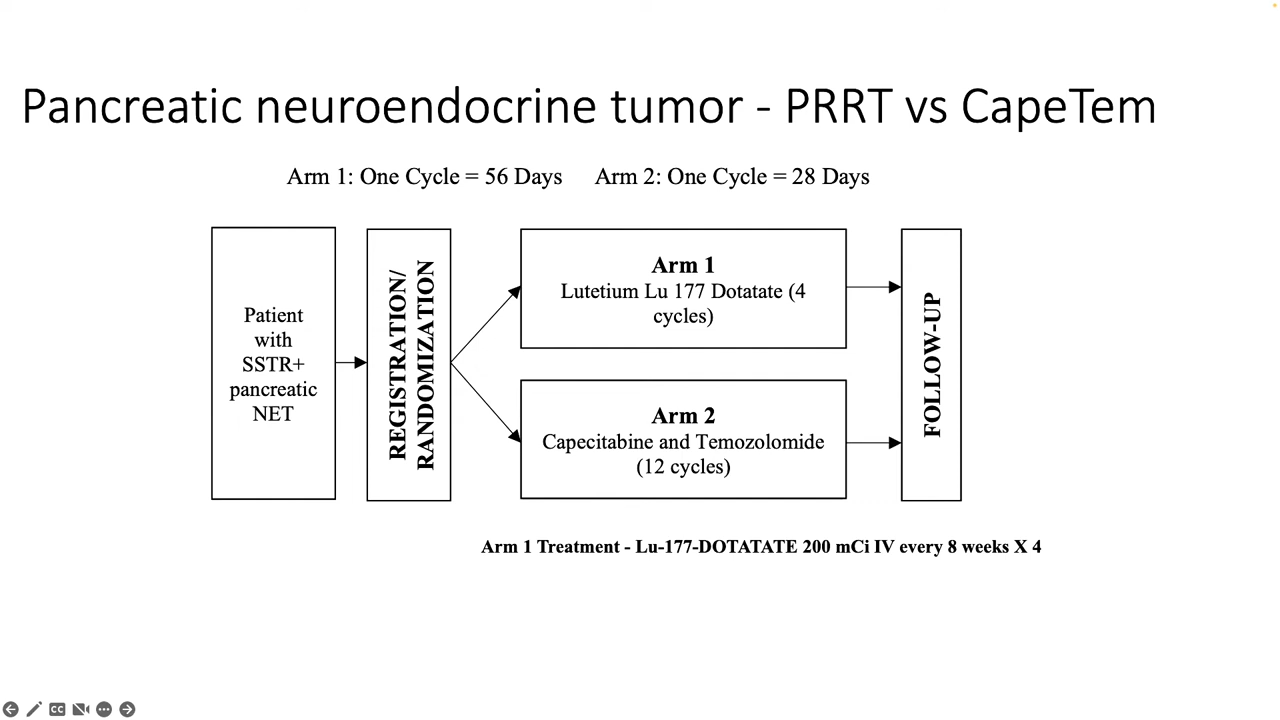 Pancreatic neuroendocrine tumor - PRRT vs CapeTem
Arm 1: One Cycle = 56 Days Arm 2: One Cycle = 28 Days
Patient
with
SSTR+
pancreatic
NET
REGISTRATION/
RANDOMIZATION
Arm 1
Lutetium Lu 177 Dotatate (4
cycles)
Arm 2
Capecitabine and Temozolomide
(12 cycles)
FOLLOW-UP
Arm 1 Treatment - Lu-177-DOTATATE 200 mCi IV every 8 weeks X 4
CC